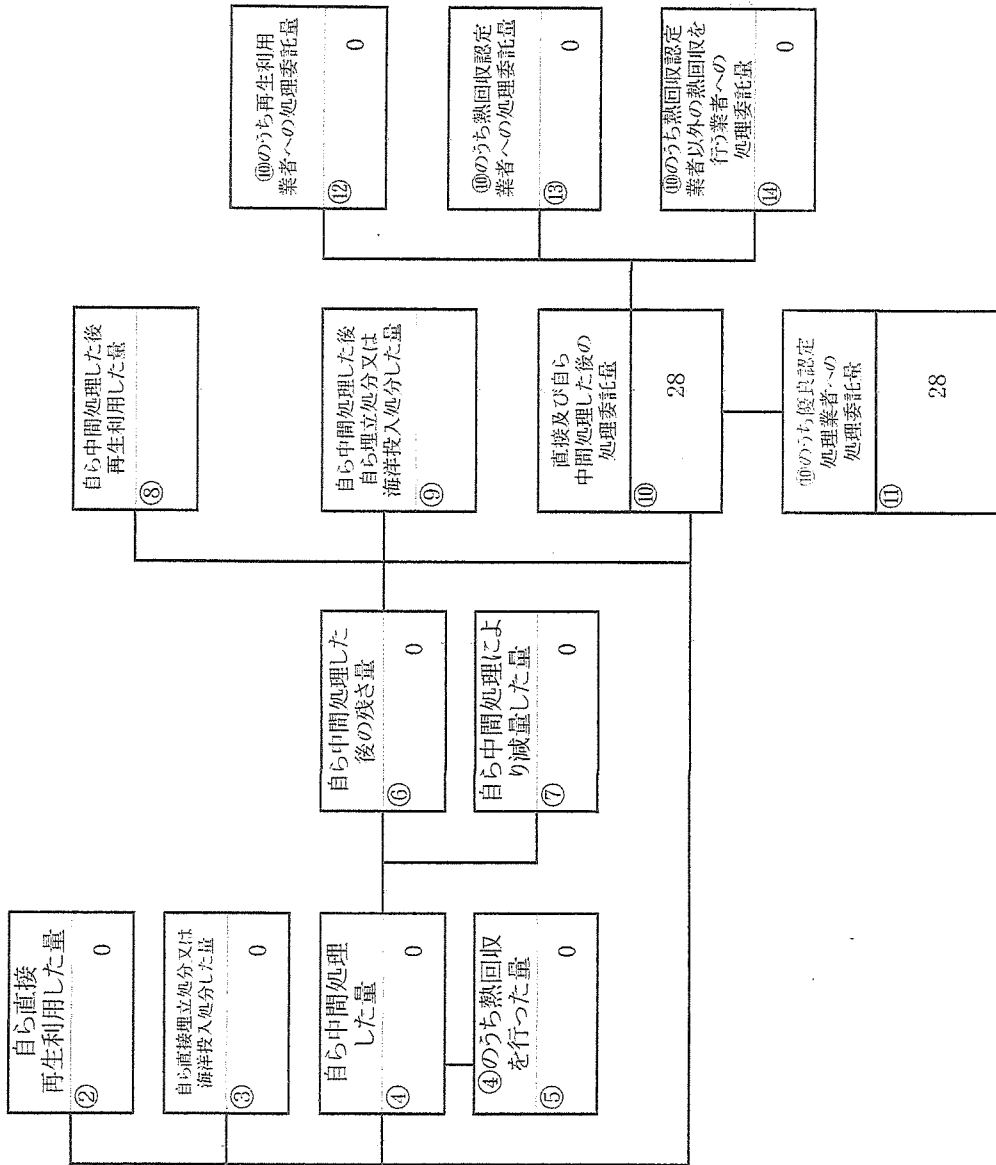 自ら直接
再生利用した量
②
0
自ら直接埋立処分又は
海洋投入処分した量
③
0
自ら中間処理
した量
④
0
④のうち熱回収
を行った量
⑤
0
自ら中間処理した
後の残さ量
⑥
0
自ら中間処理によ
り減量した量
⑦
0
自ら中間処理した後
再生利用した量
⑧
自ら中間処理した後
自ら埋立処分又は
海洋投入処分した量
⑨
直接及び自ら
中間処理した後の
処理委託量
⑩
28
⑩のうち優良認定
処理業者への
処理委託量
⑪
28
⑩のうち再生利用
業者への処理委託量
⑫
0
⑩のうち熱回収認定
業者への処理委託量
⑬
0
⑩のうち熱回収認定
業者以外の熱回収を
行う業者への
処理委託量
⑭
0